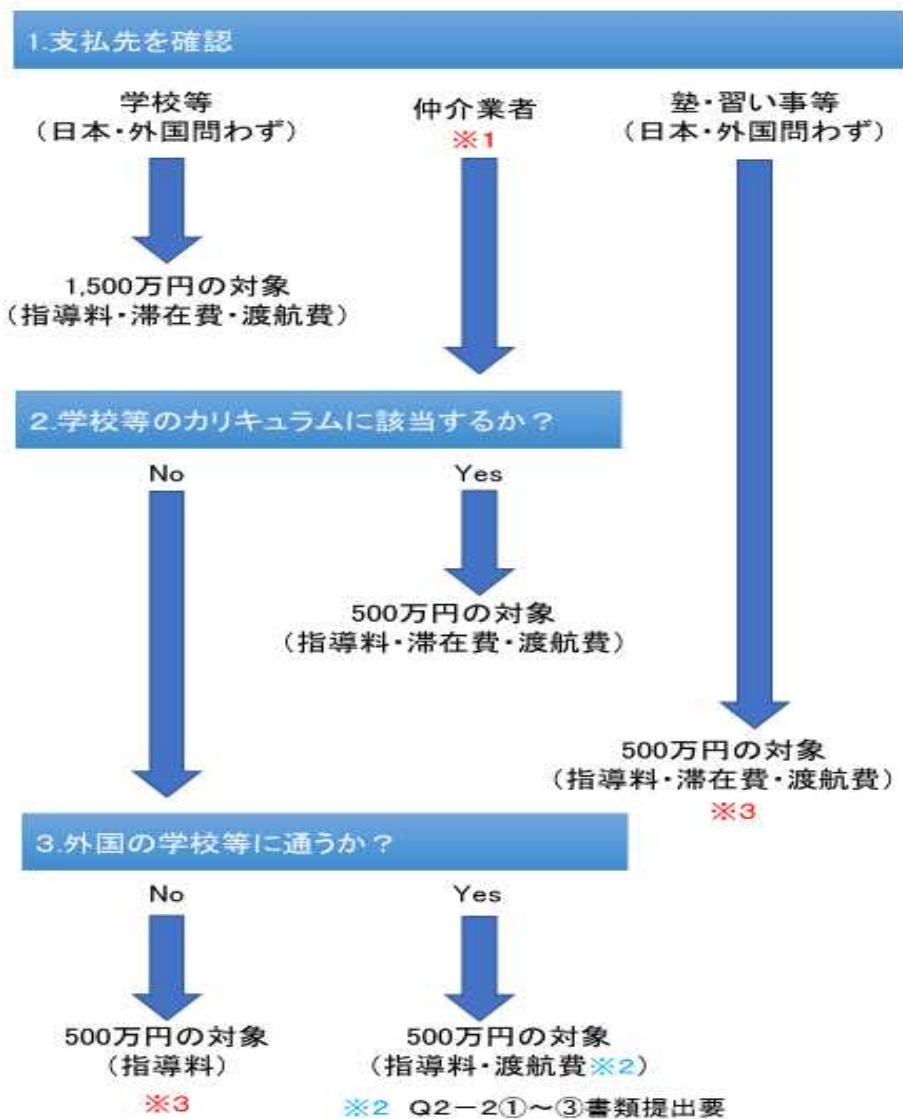 1.支払先を確認
学校等
(日本・外国問わず)
仲介業者
※1
塾・習い事等
(日本・外国問わず)
1,500万円の対象
(指導料・滞在費・渡航費)
2.学校等のカリキュラムに該当するか？
No
Yes
500万円の対象
(指導料・滞在費・渡航費)
500万円の対象
(指導料・滞在費・渡航費)
※3
3.外国の学校等に通うか？
No
Yes
500万円の対象
(指導料)
※3
500万円の対象
(指導料・渡航費※2)
※2 Q2－2①～③書類提出要